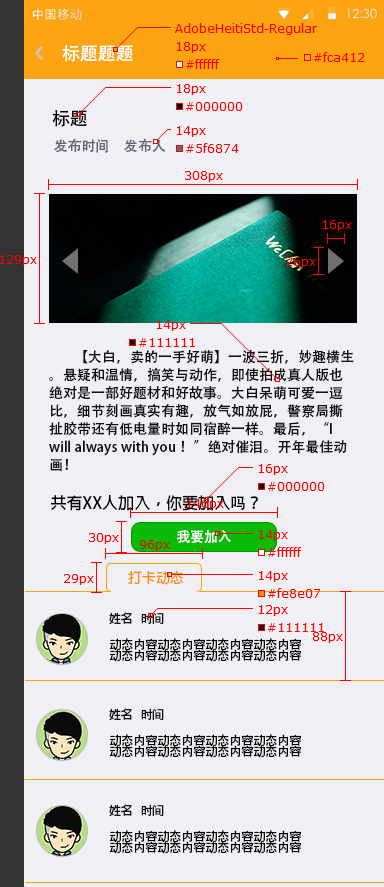 中国移动 12:30
AdobeHeitiStd-Regular
标题题题
18px
#ffffff
#fca412
18px
标题
#000000
14px
发布时间 发布人
#5f6874
308px
16px
129px
WeChat
14px
#111111
【大白，卖的一手好萌】一波三折，妙趣横生
。悬疑和温情，搞笑与动作，即使拍成真人版也
绝对是一部好题材和好故事。大白呆萌可爱一逗
比，细节刻画真实有趣，放气如放屁，警察局撕
扯胶带还有低电量时如同宿醉一样。最后，“I
will always with you！”绝对催泪。开年最佳动
画！
16px
#000000
共有XX人加入，你要加入吗？
30px
我要加入
14px
96px
#ffffff
29px
打卡动态
14px
#fe8e07
12px
姓名 时间
#111111
88px
动态内容动态内容动态内容动态内容
动态内容动态内容动态内容动态内容
姓名 时间
动态内容动态内容动态内容动态内容
动态内容动态内容动态内容动态内容
姓名 时间
动态内容动态内容动态内容动态内容
动态内容动态内容动态内容动态内容